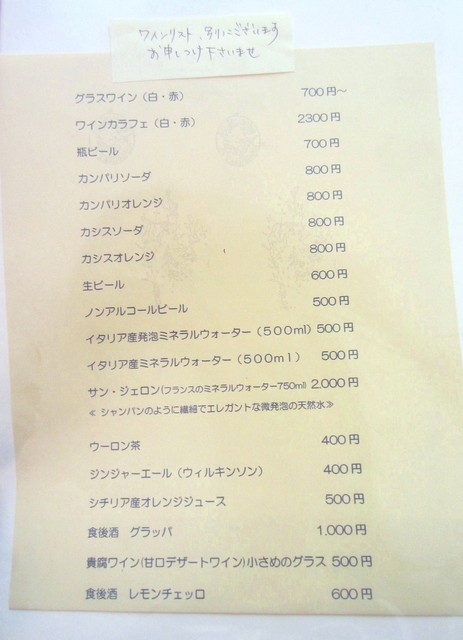 ワインリスト、別にございます
お申しつけ下さいませ
グラスワイン（白・赤） 700円～
ワインカラフェ（白・赤） 2300円
瓶ビール 700円
カンパリソーダ 800円
カンパリオレンジ 800円
カシスソーダ 800円
カシスオレンジ 800円
生ビール 600円
ノンアルコールビール 500円
イタリア産発泡ミネラルウォーター（500ml） 500円
イタリア産ミネラルウォーター（500ml） 500円
サン・ジェロン(フランスのミネラルウォーター750ml) 2.000円
≪ シャンパンのように繊細でエレガントな微発泡の天然水≫
ウーロン茶 400円
ジンジャーエール（ウィルキンソン） 400円
シチリア産オレンジジュース 500円
食後酒　グラッパ 1.000円
貴腐ワイン(甘口デザートワイン)小さめのグラス 500円
食後酒　レモンチェッロ 600円